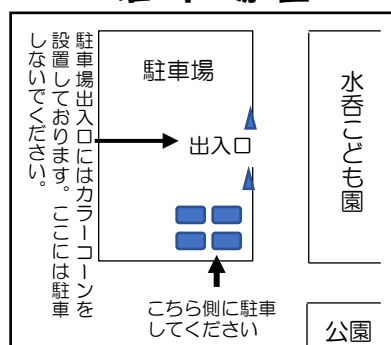 駐車場
出入口
駐車場出入口にはカラーコーンを
設置しております。ここには駐車
しないでください。
こちら側に駐車
してください
水呑こども園
公園